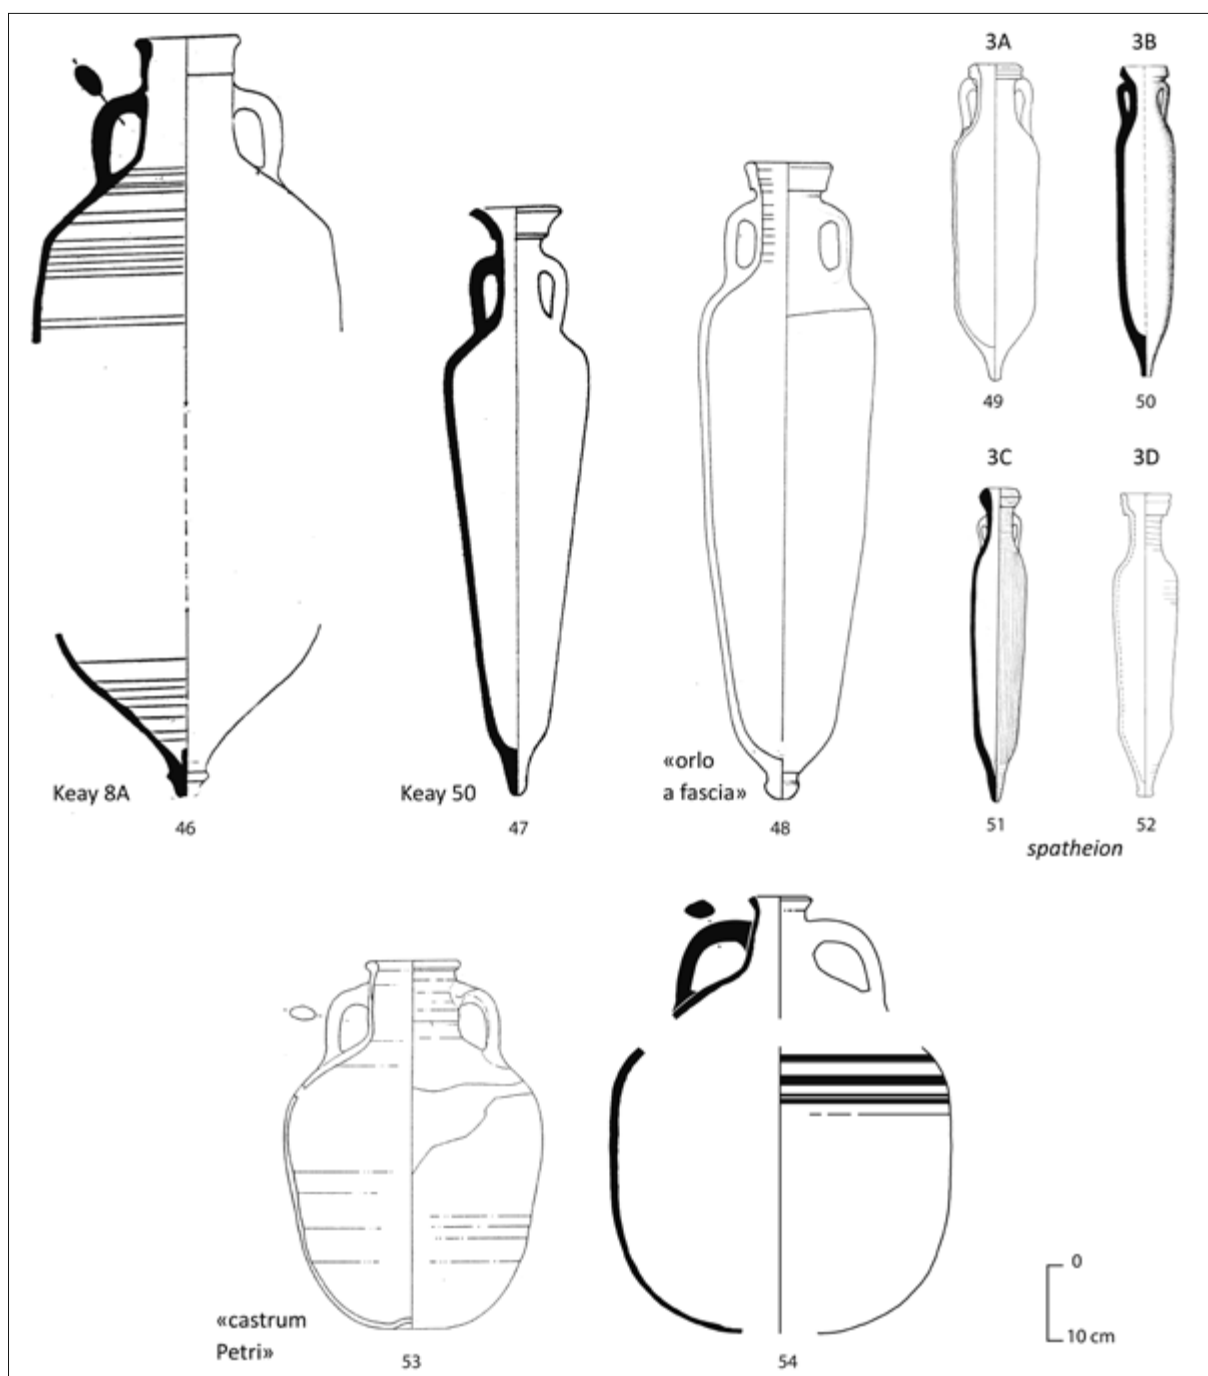 3A
3B
49
50
3C
3D
Keay 8A
46
Keay 50
47
«orlo
a fascia»
48
51
52
spatheion
«castrum
Petri»
53
54
0
10 cm